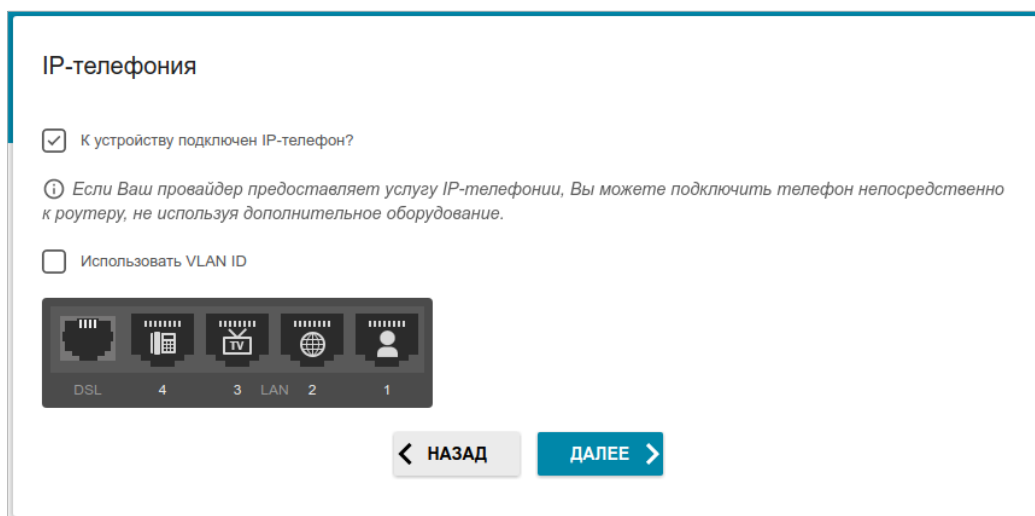 IP-телефония
К устройству подключен IP-телефон?
Если Ваш провайдер предоставляет услугу IP-телефонии, Вы можете подключить телефон непосредственно
к роутеру, не используя дополнительное оборудование.
Использовать VLAN ID
TV
DSL 4 3 LAN 2 1
НАЗАД ДАЛЕЕ